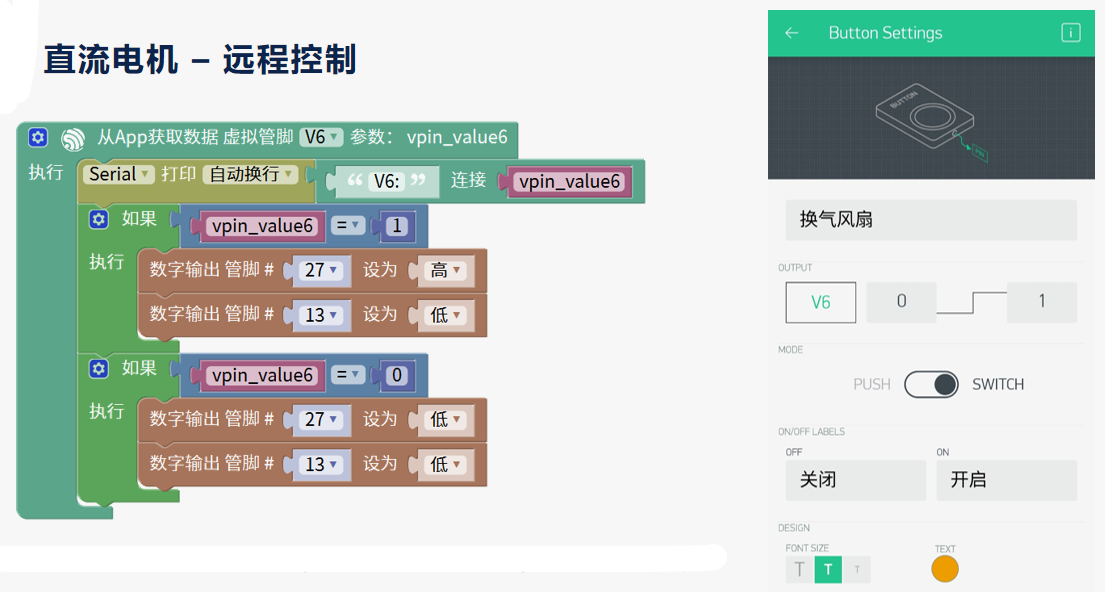 直流电机 – 远程控制
从App获取数据 虚拟管脚 V6 参数: vpin_value6
执行 Serial 打印 自动换行 “ V6: ” 连接 vpin_value6
如果 vpin_value6 = 1
执行 数字输出 管脚 # 27 设为 高
数字输出 管脚 # 13 设为 低
如果 vpin_value6 = 0
执行 数字输出 管脚 # 27 设为 低
数字输出 管脚 # 13 设为 低
Button Settings
BUTTON
换气风扇
OUTPUT
V6 0 1
MODE
PUSH SWITCH
ON/OFF LABELS
OFF ON
关闭 开启
DESIGN
FONT SIZE TEXT
T T T